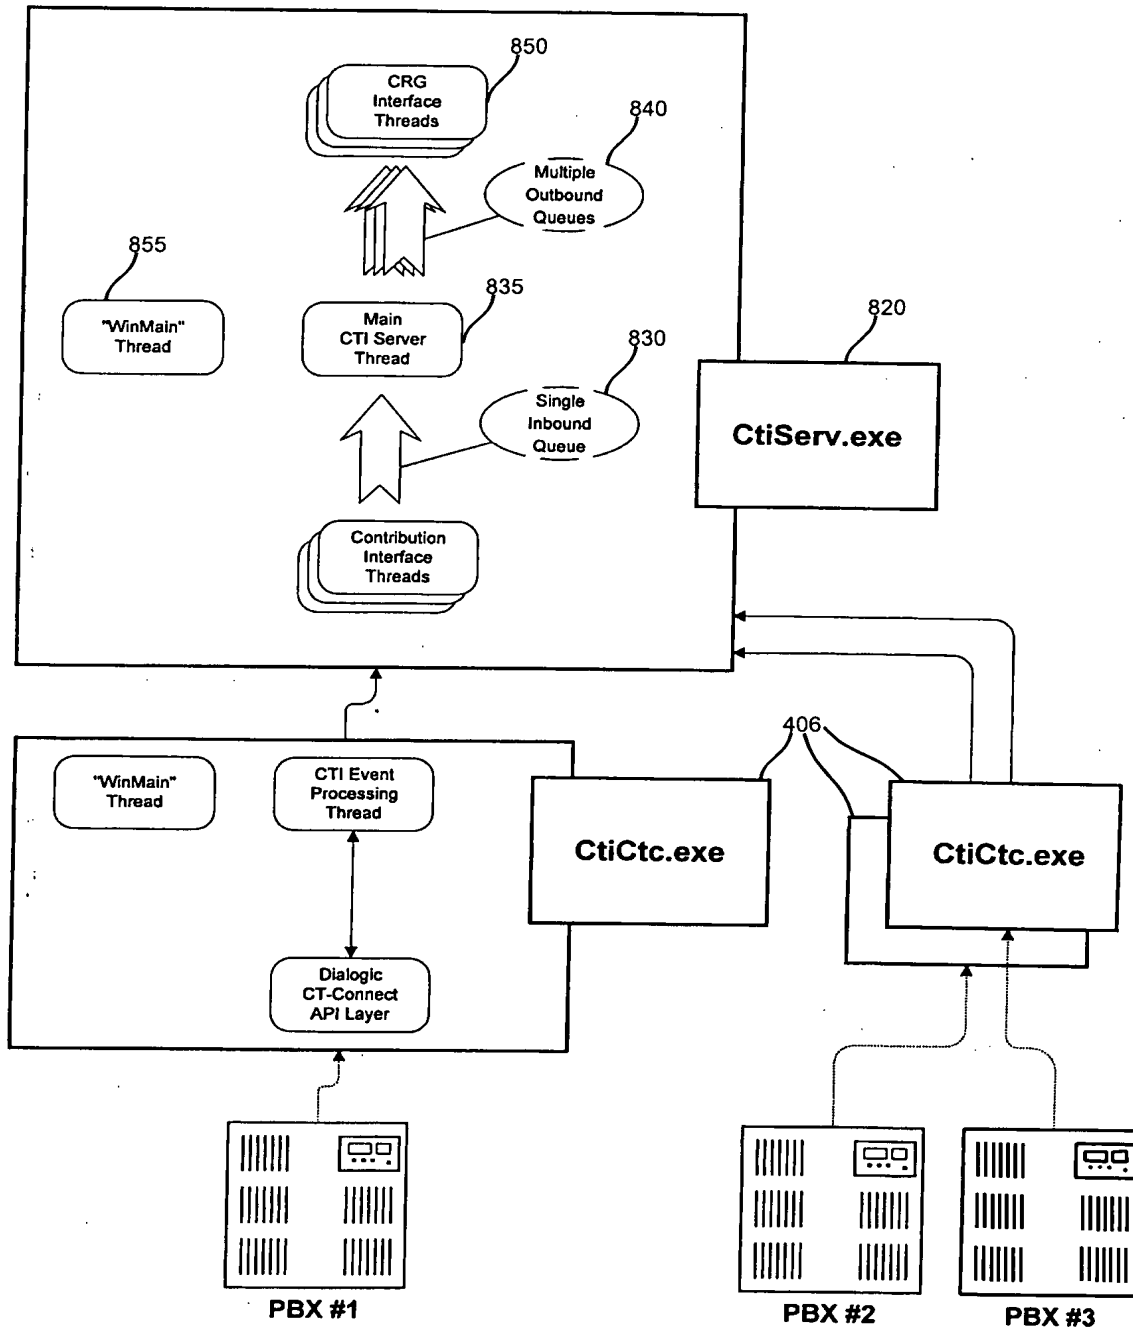 850
CRG
Interface
Threads
840
Multiple
Outbound
Queues
855
"WinMain"
Thread
835
Main
CTI Server
Thread
830
Single
Inbound
Queue
820
CtiServ.exe
Contribution
Interface
Threads
406
"WinMain"
Thread
CTI Event
Processing
Thread
CtiCtc.exe
CtiCtc.exe
Dialogic
CT-Connect
API Layer
PBX #1
PBX #2
PBX #3